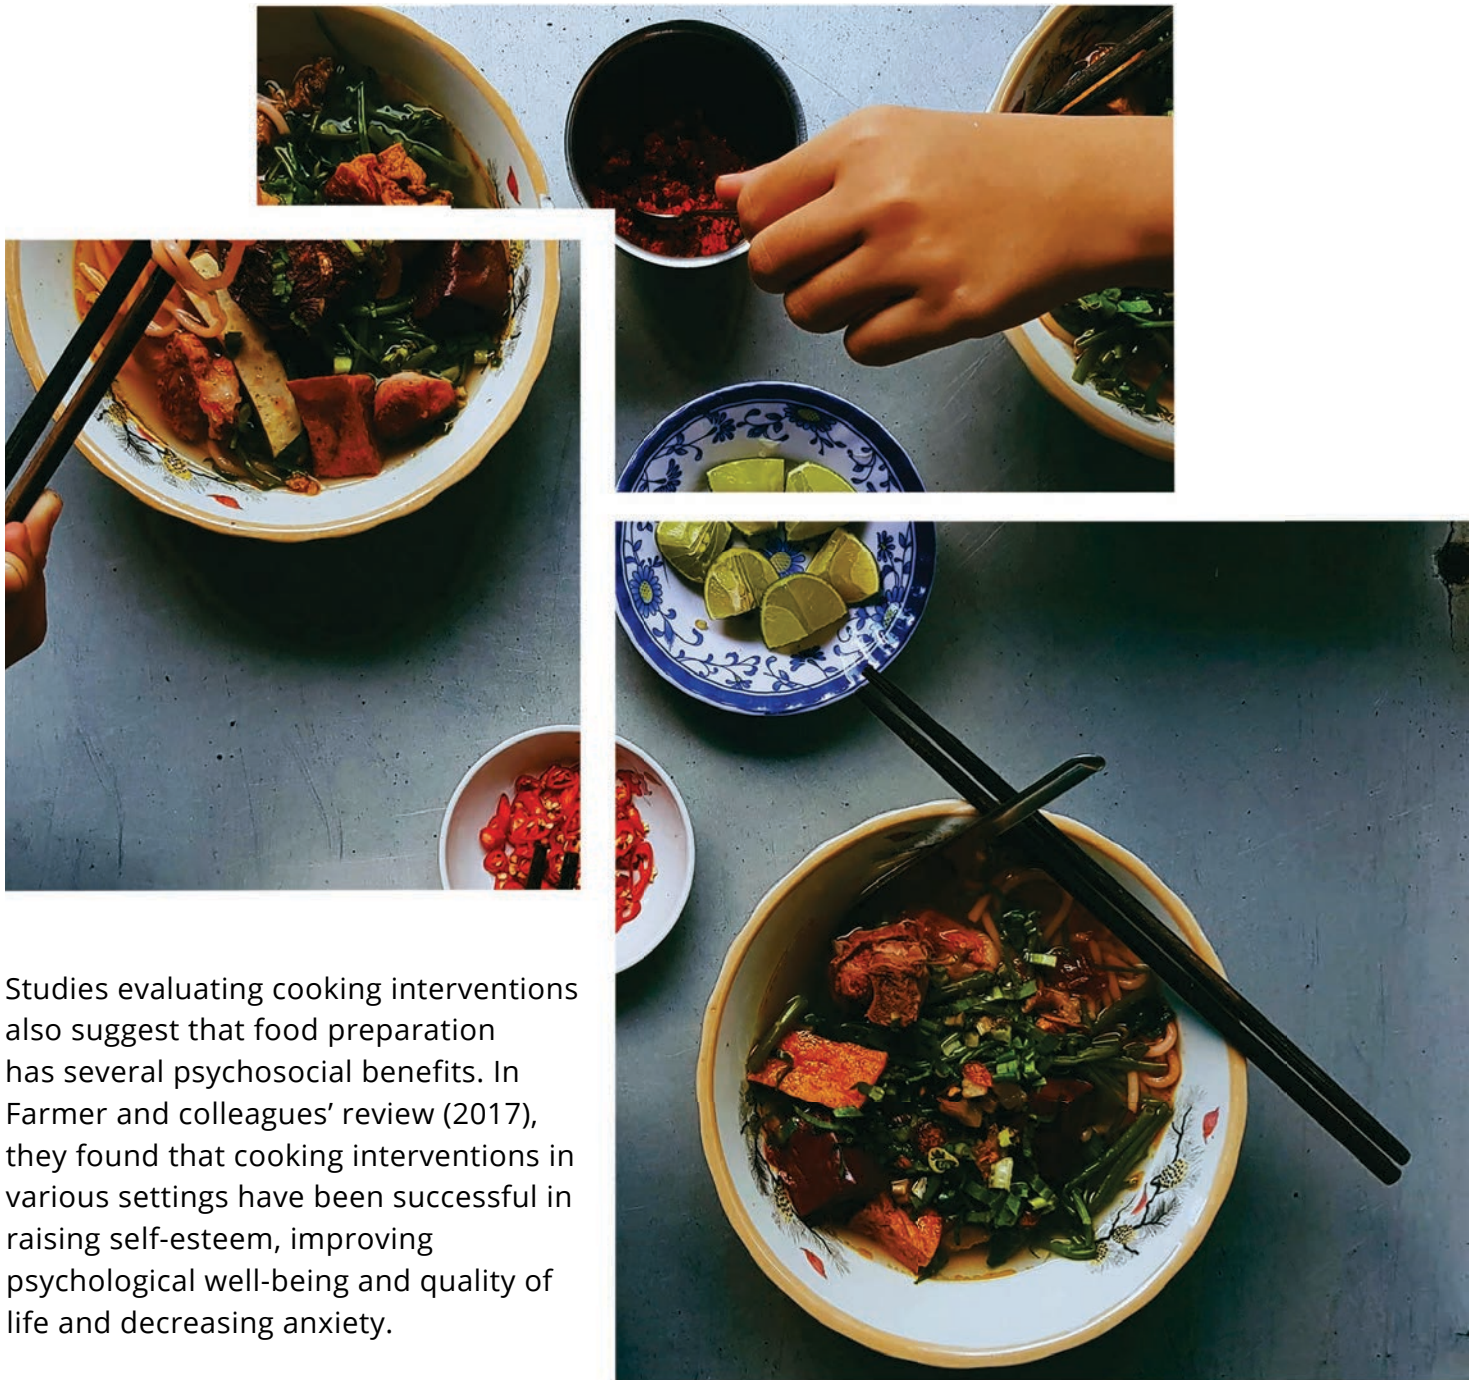 Studies evaluating cooking interventions
also suggest that food preparation
has several psychosocial benefits. In
Farmer and colleagues’ review (2017),
they found that cooking interventions in
various settings have been successful in
raising self-esteem, improving
psychological well-being and quality of
life and decreasing anxiety.